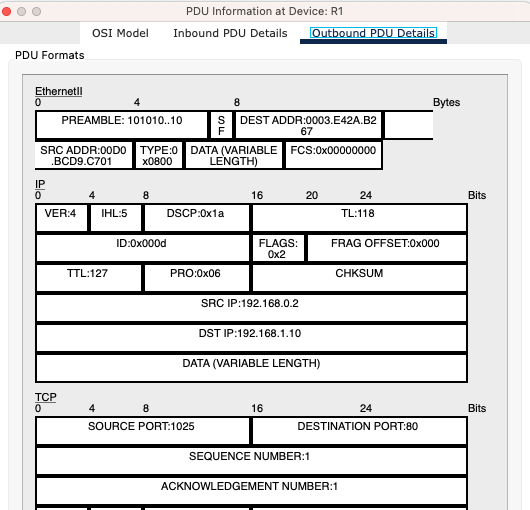 PDU Information at Device: R1
OSI Model Inbound PDU Details Outbound PDU Details
PDU Formats
EthernetII
0 4 8 Bytes
PREAMBLE: 101010..10 S F DEST ADDR:0003.E42A.B2
67
SRC ADDR:00D0 .BCD9.C701 TYPE:0 x0800 DATA (VARIABLE LENGTH) FCS:0x00000000
IP
0 4 8 16 20 24 Bits
VER:4 IHL:5 DSCP:0x1a TL:118
ID:0x000d FLAGS: 0x2 FRAG OFFSET:0x000
TTL:127 PRO:0x06 CHKSUM
SRC IP:192.168.0.2
DST IP:192.168.1.10
DATA (VARIABLE LENGTH)
TCP
0 4 8 16 24 Bits
SOURCE PORT:1025 DESTINATION PORT:80
SEQUENCE NUMBER:1
ACKNOWLEDGEMENT NUMBER:1